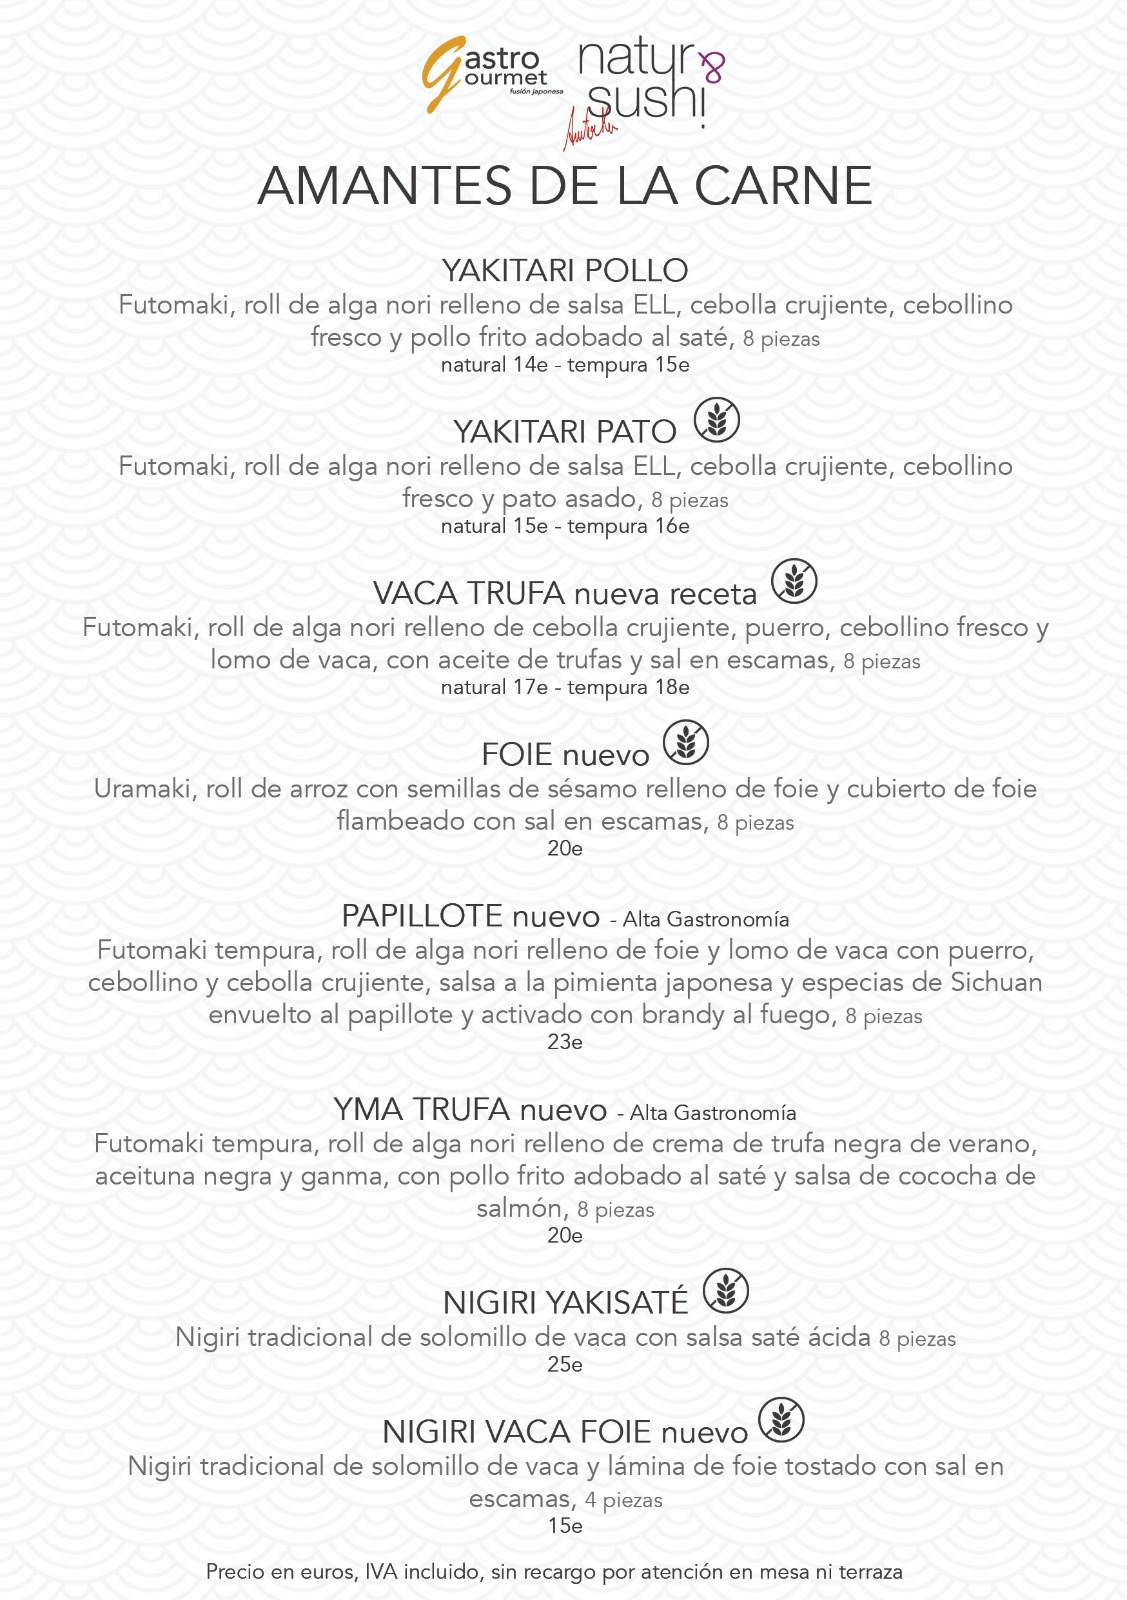 Gastro
Gourmet
fusión japonesa
natur
sushi
AMANTES DE LA CARNE
YAKITARI POLLO
Futomaki, roll de alga nori relleno de salsa ELL, cebolla crujiente, cebollino
fresco y pollo frito adobado al saté, 8 piezas
natural 14e - tempura 15e
YAKITARI PATO
Futomaki, roll de alga nori relleno de salsa ELL, cebolla crujiente, cebollino
fresco y pato asado, 8 piezas
natural 15e - tempura 16e
VACA TRUFA nueva receta
Futomaki, roll de alga nori relleno de cebolla crujiente, puerro, cebollino fresco y
lomo de vaca, con aceite de trufas y sal en escamas, 8 piezas
natural 17e - tempura 18e
FOIE nuevo
Uramaki, roll de arroz con semillas de sésamo relleno de foie y cubierto de foie
flambeado con sal en escamas, 8 piezas
20e
PAPILLOTE nuevo - Alta Gastronomía
Futomaki tempura, roll de alga nori relleno de foie y lomo de vaca con puerro,
cebollino y cebolla crujiente, salsa a la pimienta japonesa y especias de Sichuan
envuelto al papillote y activado con brandy al fuego, 8 piezas
23e
YMA TRUFA nuevo - Alta Gastronomía
Futomaki tempura, roll de alga nori relleno de crema de trufa negra de verano,
aceituna negra y ganma, con pollo frito adobado al saté y salsa de cococha de
salmón, 8 piezas
20e
NIGIRI YAKISATÉ
Nigiri tradicional de solomillo de vaca con salsa saté ácida 8 piezas
25e
NIGIRI VACA FOIE nuevo
Nigiri tradicional de solomillo de vaca y lámina de foie tostado con sal en
escamas, 4 piezas
15e
Precio en euros, IVA incluido, sin recargo por atención en mesa ni terraza